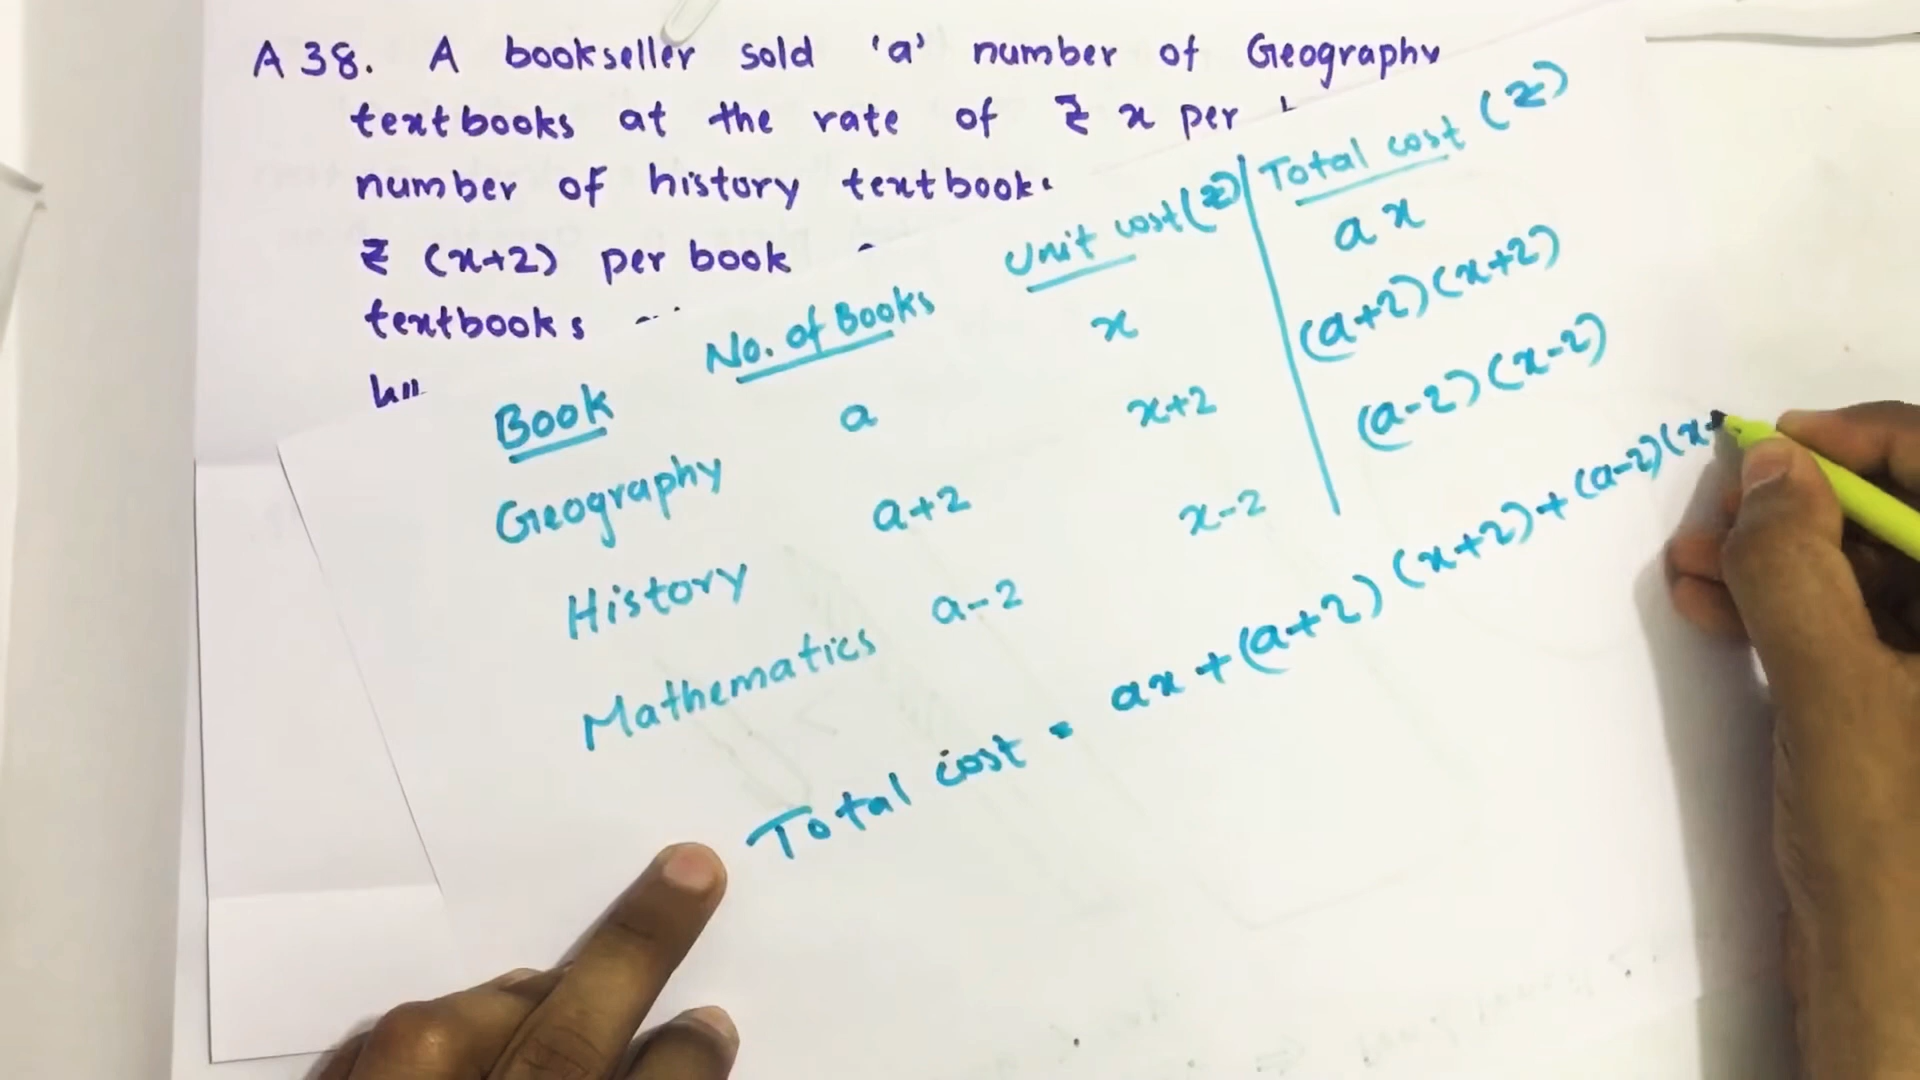 A 38. A bookseller sold 'a' number of Geography
textbooks at the rate of ₹ x per
number of history textbook
₹ (x+2) per book
textbooks
Book No. of Books Unit cost(₹) Total cost (₹)
Geography a x ax
History a+2 x+2 (a+2)(x+2)
Mathematics a-2 x-2 (a-2)(x-2)
Total cost = ax + (a+2) (x+2) + (a-2)(x-